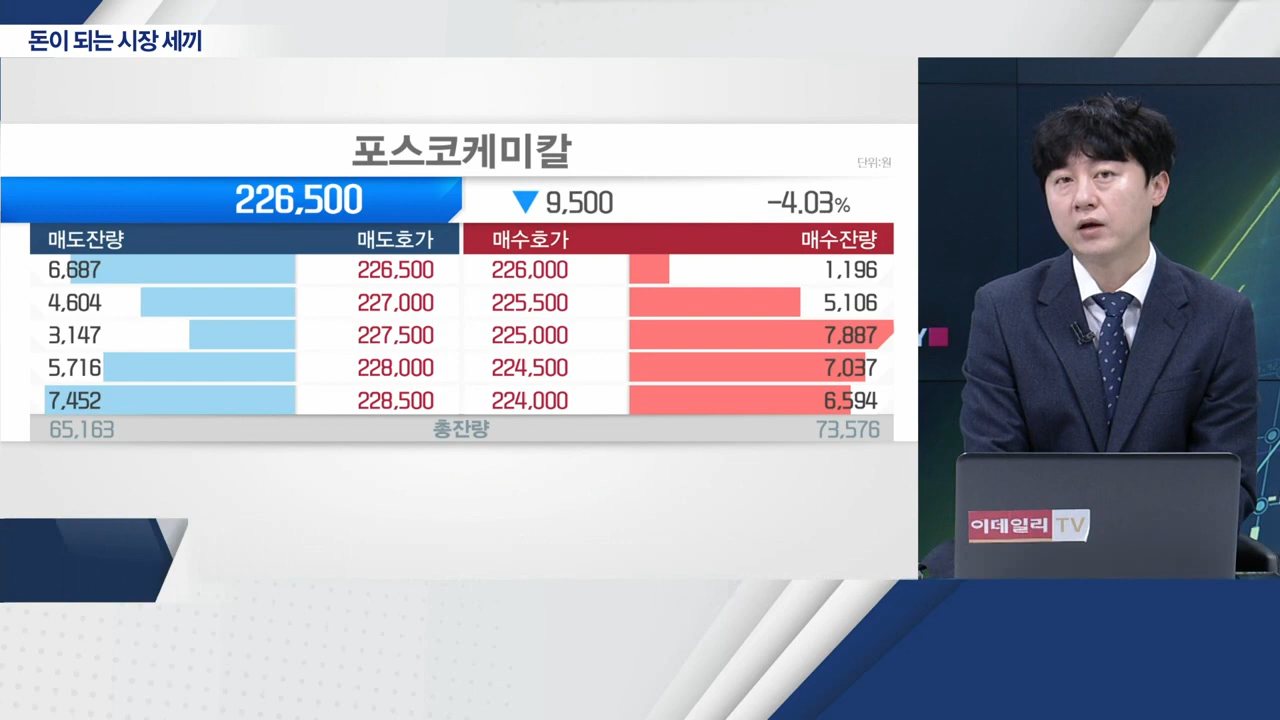 돈이 되는 시장 세끼
포스코케미칼
단위:원
226,500 ▼ 9,500 -4.03%
매도잔량 매도호가 매수호가 매수잔량
6,687 226,500 226,000 1,196
4,604 227,000 225,500 5,106
3,147 227,500 225,000 7,887
5,716 228,000 224,500 7,037
7,452 228,500 224,000 6,594
65,163 총잔량 73,576
Y
이데일리 TV